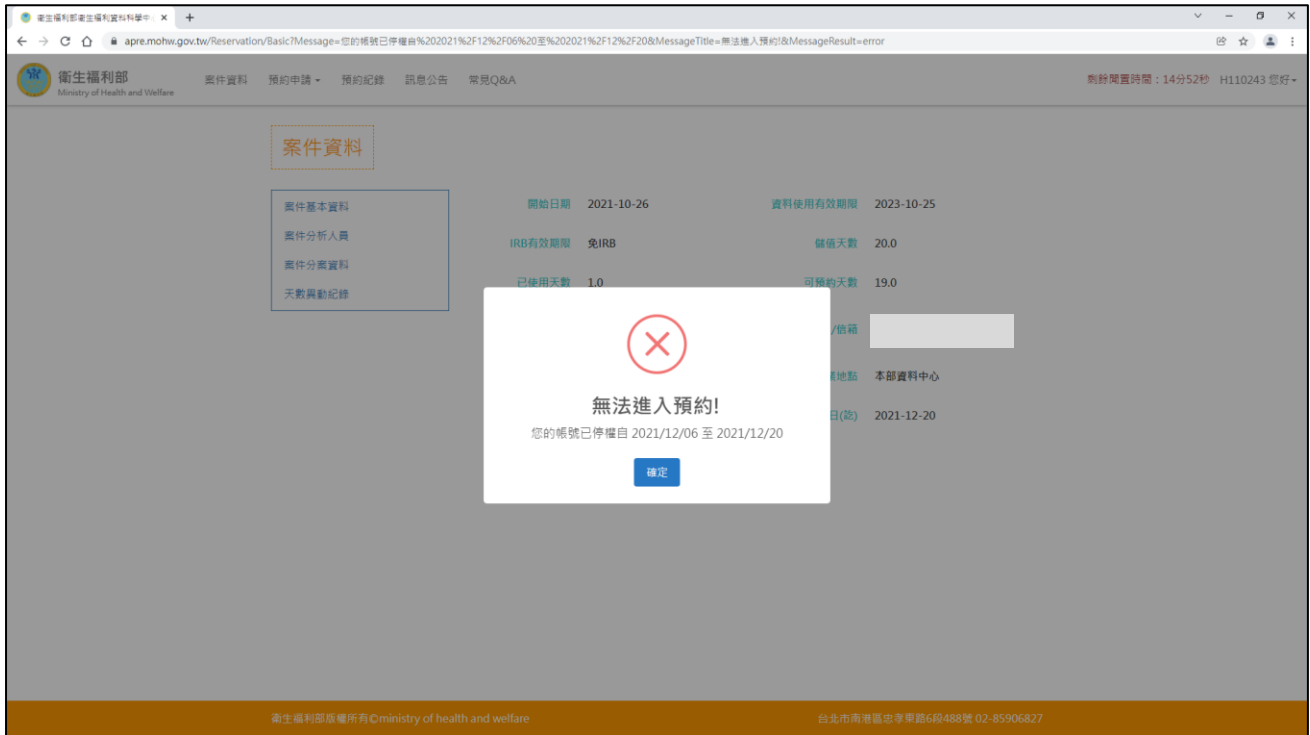 衛生福利部衛生福利資料科學中
apre.mohw.gov.tw/Reservation/Basic?Message=您的帳號已停權自%202021%2F12%2F06%20至%202021%2F12%2F20&MessageTitle=無法進入預約!&MessageResult=error
衛生福利部
Ministry of Health and Welfare
案件資料 預約申請 預約紀錄 訊息公告 常見Q&A
剩餘閒置時間：14分52秒 H110243 您好
案件資料
案件基本資料
案件分析人員
案件分案資料
天數異動紀錄
開始日期 2021-10-26 資料使用有效期限 2023-10-25
IRB有效期限 免IRB 儲值天數 20.0
已使用天數 1.0 可預約天數 19.0
/信箱
地點 本部資料中心
日(迄) 2021-12-20
無法進入預約!
您的帳號已停權自 2021/12/06 至 2021/12/20
確定
衛生福利部版權所有©ministry of health and welfare
台北市南港區忠孝東路6段488號 02-85906827